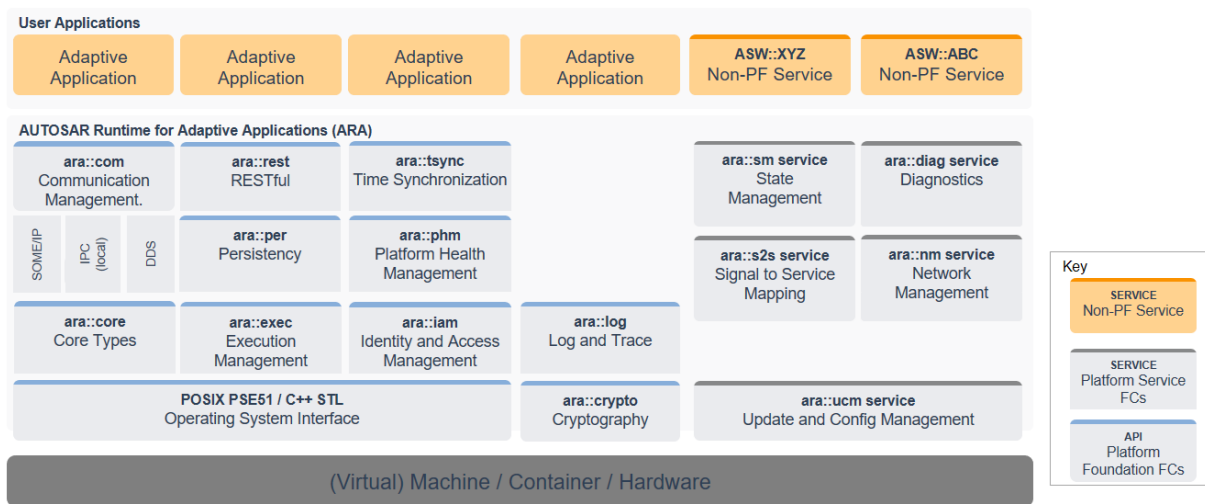 User Applications
Adaptive
Application
Adaptive
Application
Adaptive
Application
Adaptive
Application
ASW::XYZ
Non-PF Service
ASW::ABC
Non-PF Service
AUTOSAR Runtime for Adaptive Applications (ARA)
ara::com
Communication
Management.
ara::rest
RESTful
ara::tsync
Time Synchronization
ara::sm service
State
Management
ara::diag service
Diagnostics
SOME/IP
IPC
(local)
DDS
ara::per
Persistency
ara::phm
Platform Health
Management
ara::s2s service
Signal to Service
Mapping
ara::nm service
Network
Management
ara::core
Core Types
ara::exec
Execution
Management
ara::iam
Identity and Access
Management
ara::log
Log and Trace
POSIX PSE51 / C++ STL
Operating System Interface
ara::crypto
Cryptography
ara::ucm service
Update and Config Management
(Virtual) Machine / Container / Hardware
Key
SERVICE
Non-PF Service
SERVICE
Platform Service
FCs
API
Platform
Foundation FCs